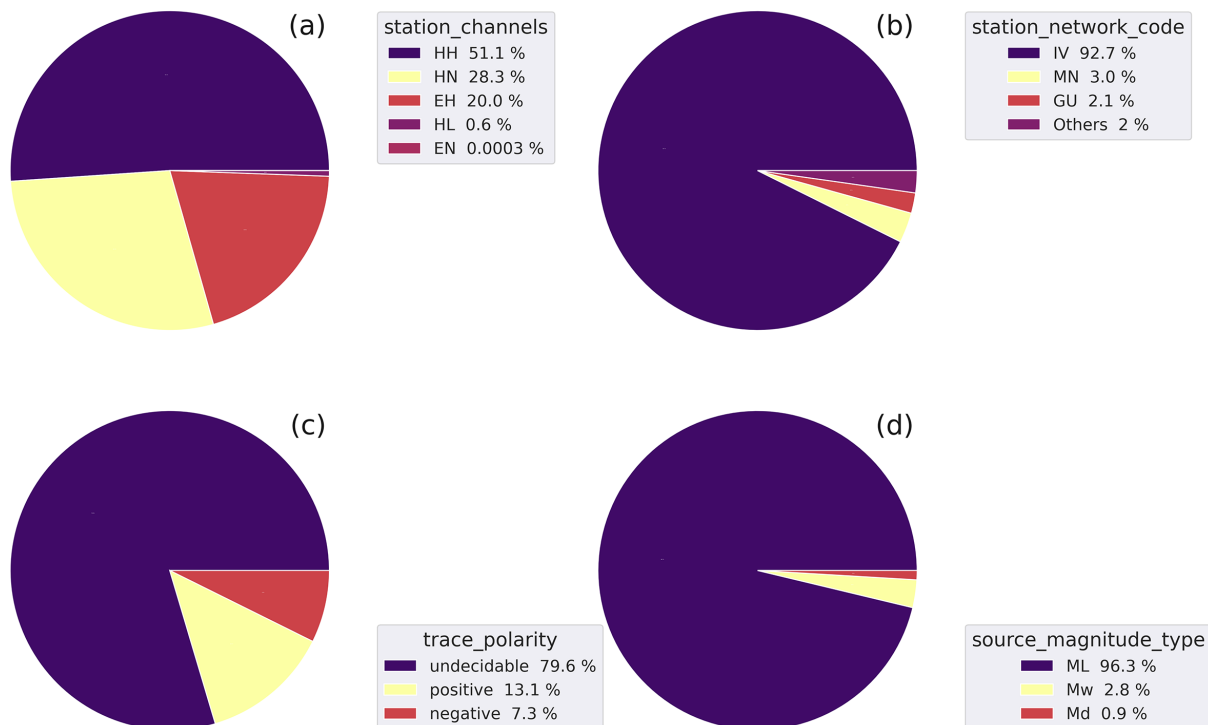 (a)
station_channels
HH 51.1 %
HN 28.3 %
EH 20.0 %
HL 0.6 %
EN 0.0003 %
(b)
station_network_code
IV 92.7 %
MN 3.0 %
GU 2.1 %
Others 2 %
(c)
trace_polarity
undecidable 79.6 %
positive 13.1 %
negative 7.3 %
(d)
source_magnitude_type
ML 96.3 %
Mw 2.8 %
Md 0.9 %